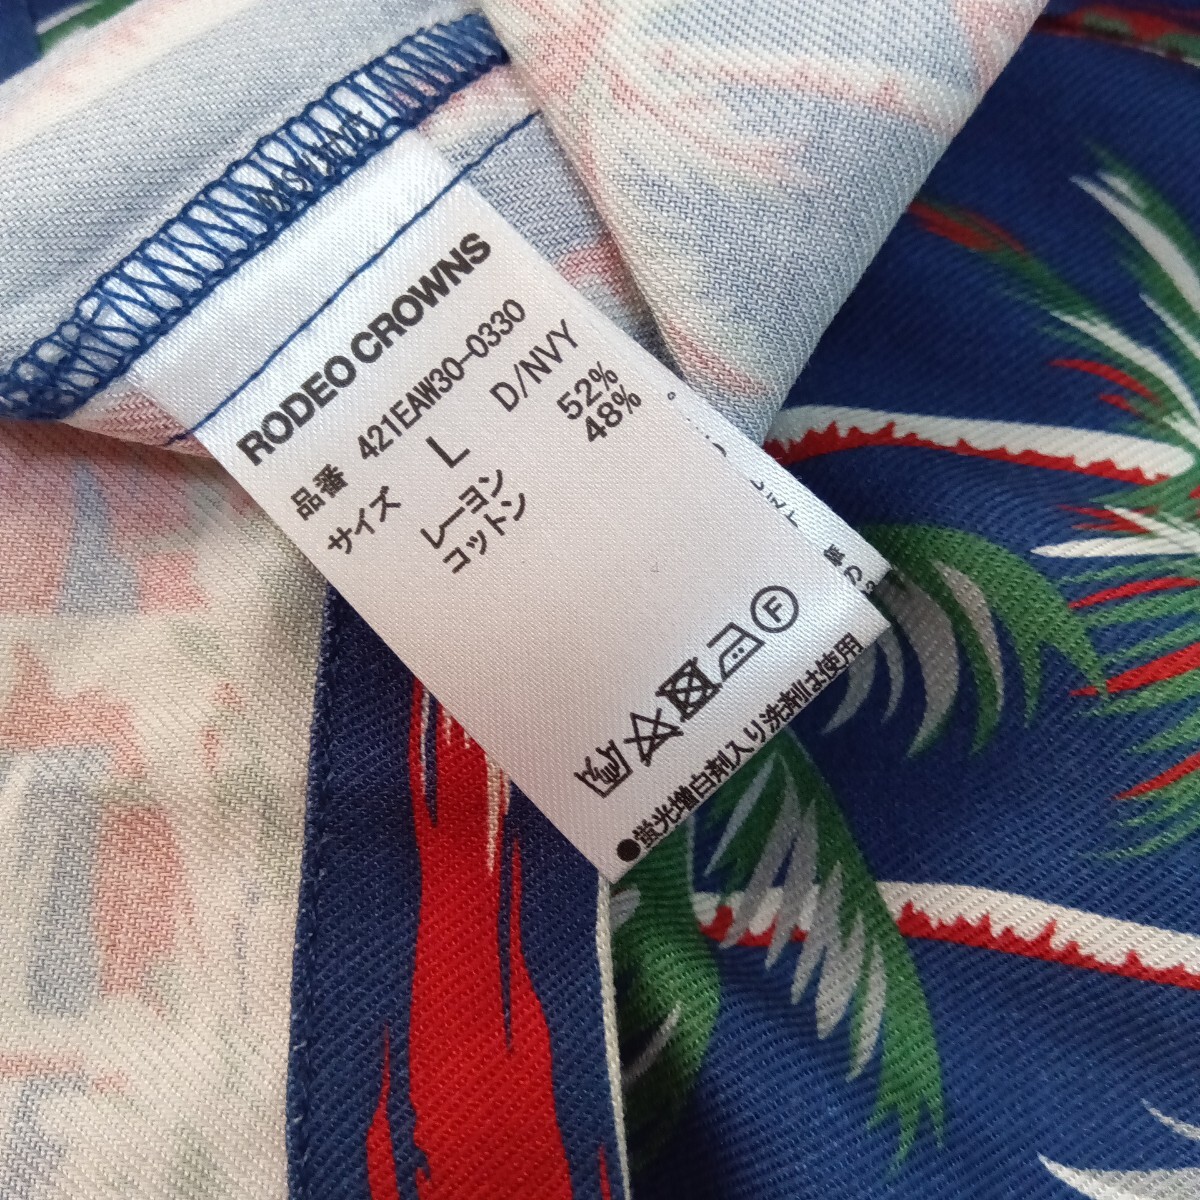 RODEO CROWNS
品番 421EAW30-0330
サイズ L D/NVY
レーヨン 52%
コットン 48%
F
●蛍光増白剤入り洗剤は使用